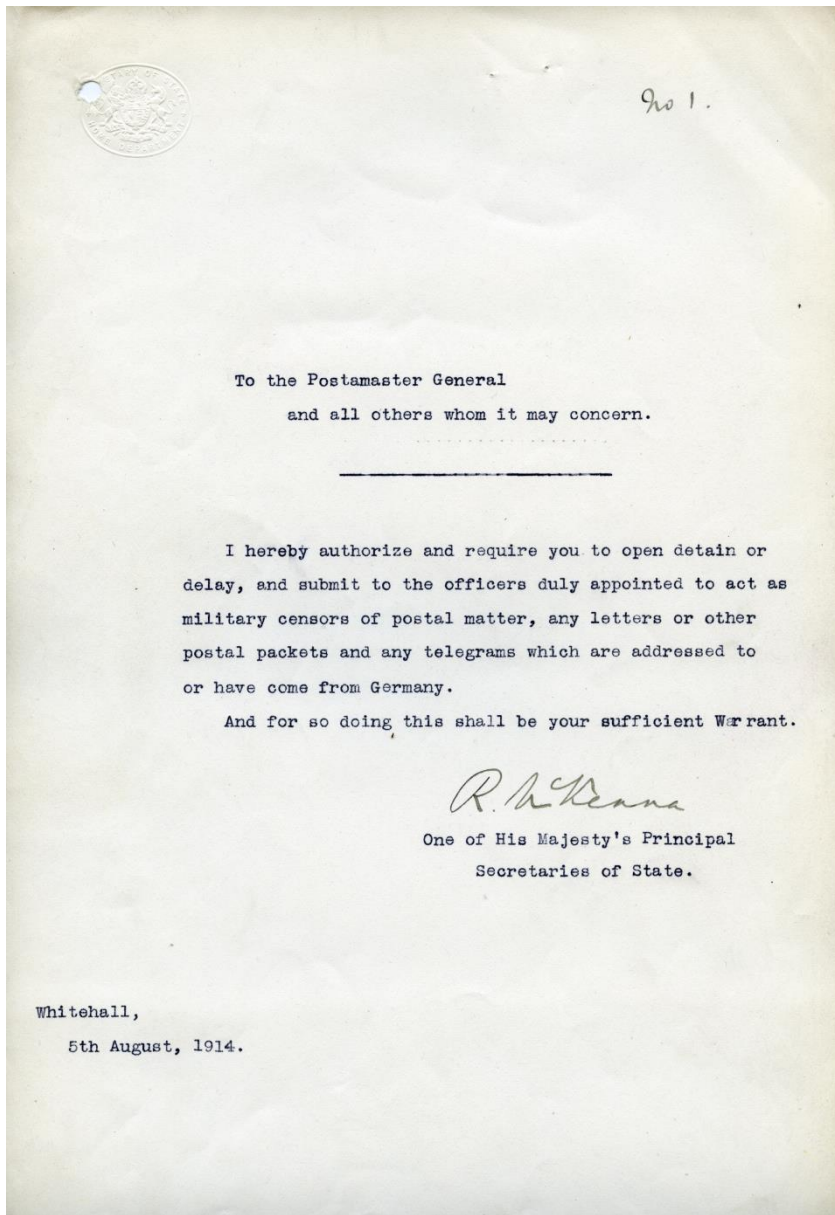 No 1.
HOME DEPARTMENT
To the Postamaster General
and all others whom it may concern.
I hereby authorize and require you to open detain or
delay, and submit to the officers duly appointed to act as
military censors of postal matter, any letters or other
postal packets and any telegrams which are addressed to
or have come from Germany.
And for so doing this shall be your sufficient Warrant.
R. McKenna
One of His Majesty's Principal
Secretaries of State.
Whitehall,
5th August, 1914.